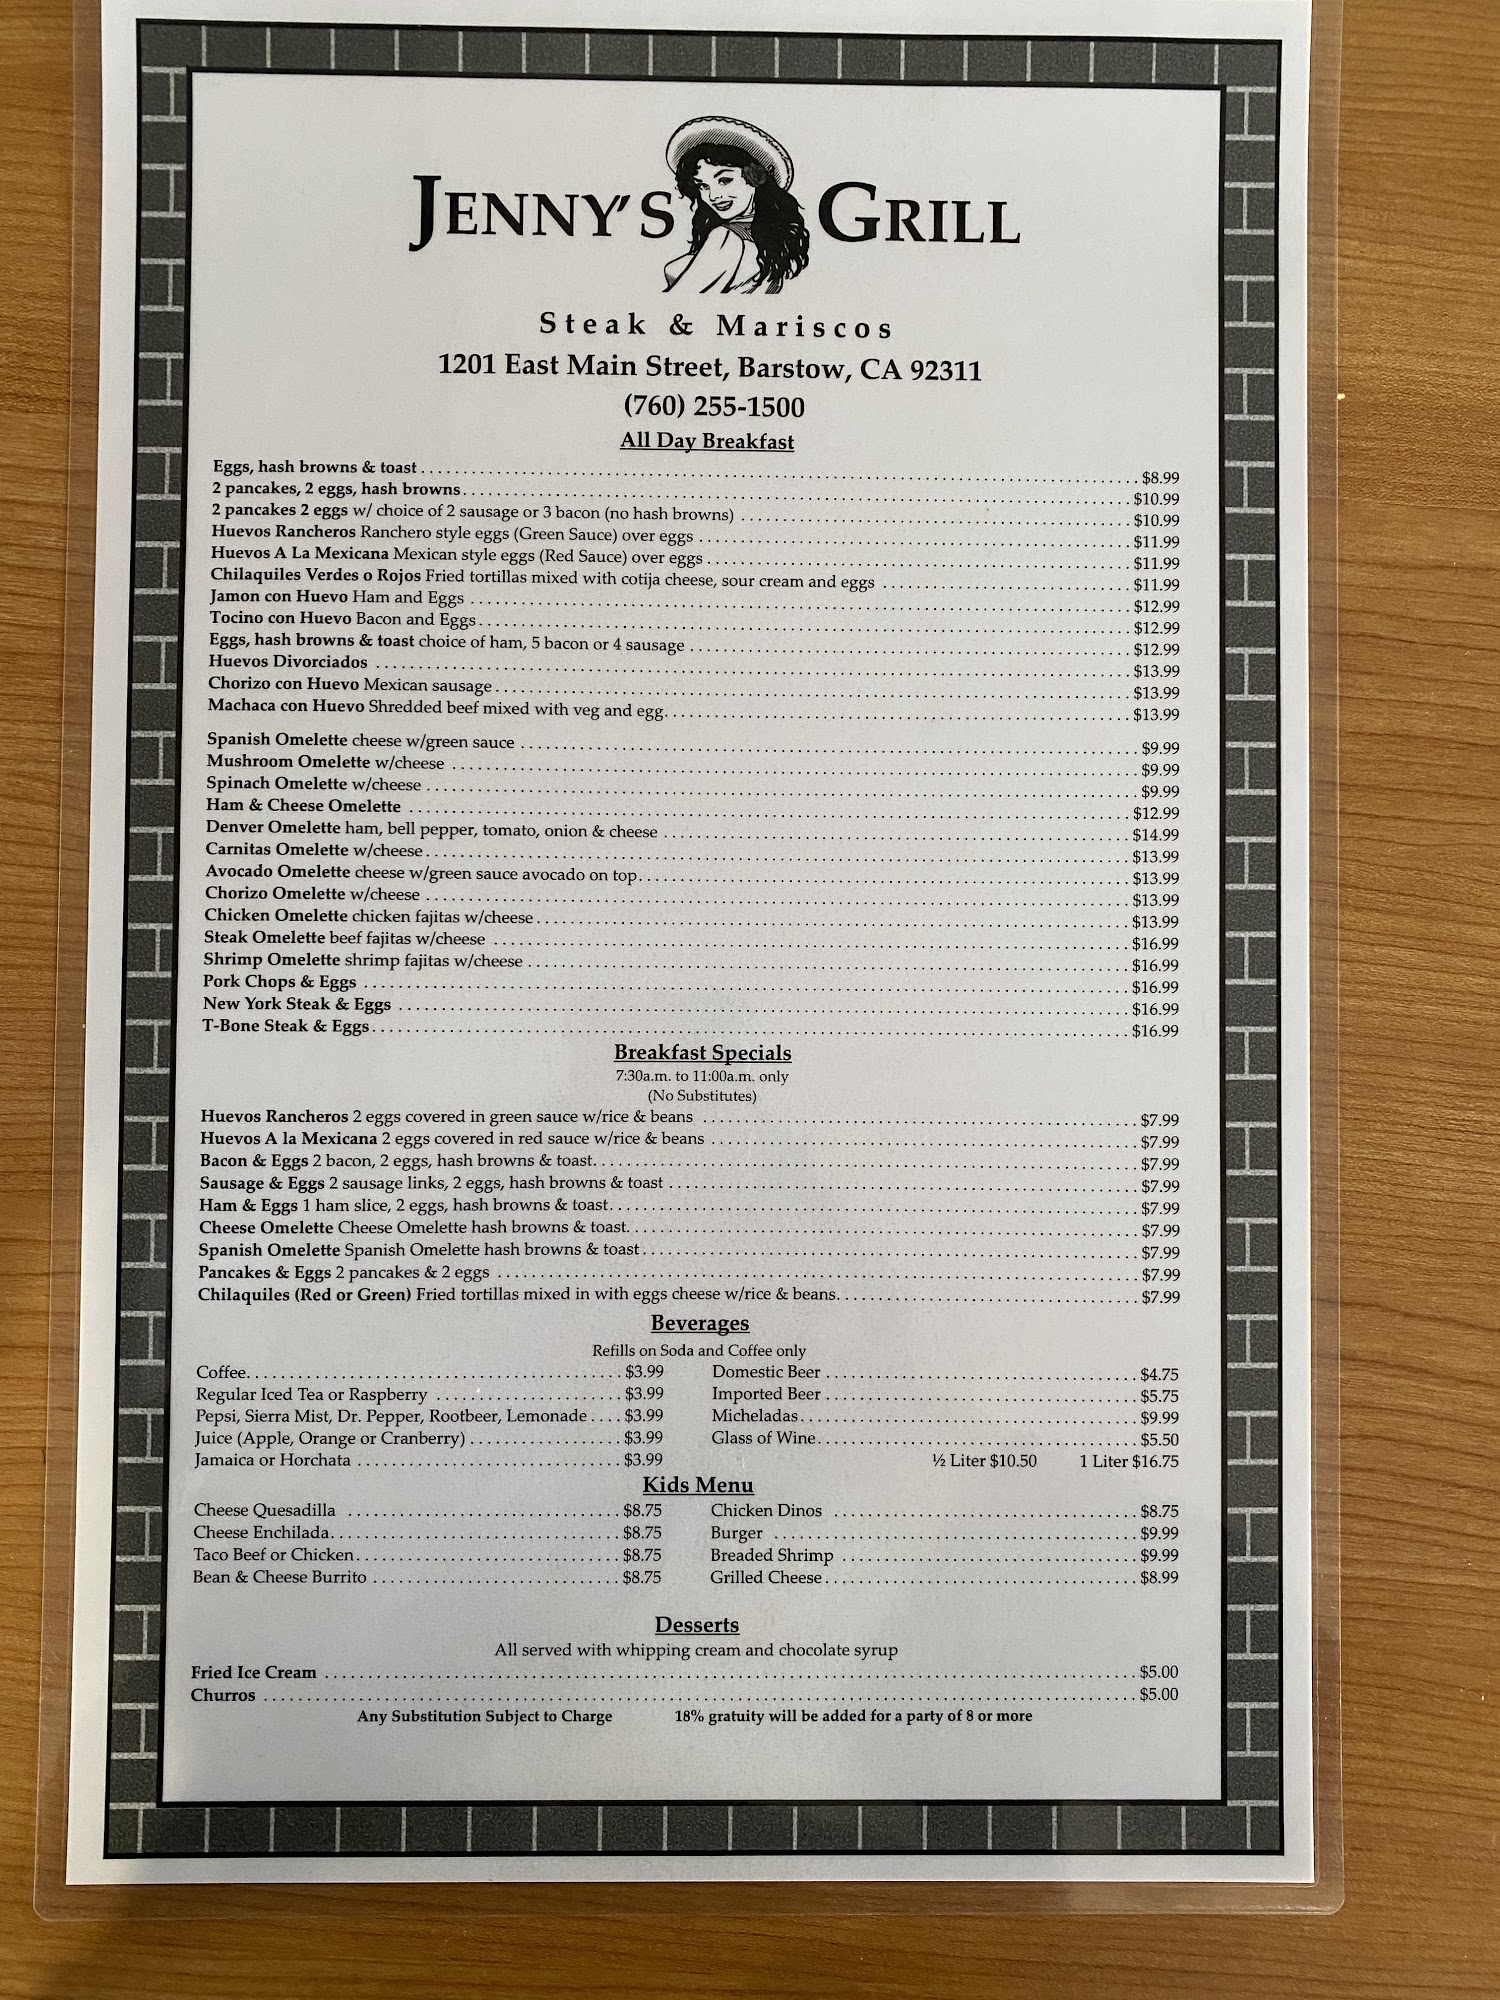 JENNY'S GRILL
Steak & Mariscos
1201 East Main Street, Barstow, CA 92311
(760) 255-1500
All Day Breakfast
Eggs, hash browns & toast $8.99
2 pancakes, 2 eggs, hash browns $10.99
2 pancakes 2 eggs w/ choice of 2 sausage or 3 bacon (no hash browns) $10.99
Huevos Rancheros Ranchero style eggs (Green Sauce) over eggs $11.99
Huevos A La Mexicana Mexican style eggs (Red Sauce) over eggs $11.99
Chilaquiles Verdes o Rojos Fried tortillas mixed with cotija cheese, sour cream and eggs $11.99
Jamon con Huevo Ham and Eggs $12.99
Tocino con Huevo Bacon and Eggs $12.99
Eggs, hash browns & toast choice of ham, 5 bacon or 4 sausage $12.99
Huevos Divorciados $13.99
Chorizo con Huevo Mexican sausage $13.99
Machaca con Huevo Shredded beef mixed with veg and egg $13.99
Spanish Omelette cheese w/green sauce $9.99
Mushroom Omelette w/cheese $9.99
Spinach Omelette w/cheese $9.99
Ham & Cheese Omelette $12.99
Denver Omelette ham, bell pepper, tomato, onion & cheese $14.99
Carnitas Omelette w/cheese $13.99
Avocado Omelette cheese w/green sauce avocado on top $13.99
Chorizo Omelette w/cheese $13.99
Chicken Omelette chicken fajitas w/cheese $13.99
Steak Omelette beef fajitas w/cheese $16.99
Shrimp Omelette shrimp fajitas w/cheese $16.99
Pork Chops & Eggs $16.99
New York Steak & Eggs $16.99
T-Bone Steak & Eggs $16.99
Breakfast Specials
7:30a.m. to 11:00a.m. only
(No Substitutes)
Huevos Rancheros 2 eggs covered in green sauce w/rice & beans $7.99
Huevos A la Mexicana 2 eggs covered in red sauce w/rice & beans $7.99
Bacon & Eggs 2 bacon, 2 eggs, hash browns & toast $7.99
Sausage & Eggs 2 sausage links, 2 eggs, hash browns & toast $7.99
Ham & Eggs 1 ham slice, 2 eggs, hash browns & toast $7.99
Cheese Omelette Cheese Omelette hash browns & toast $7.99
Spanish Omelette Spanish Omelette hash browns & toast $7.99
Pancakes & Eggs 2 pancakes & 2 eggs $7.99
Chilaquiles (Red or Green) Fried tortillas mixed in with eggs cheese w/rice & beans $7.99
Beverages
Refills on Soda and Coffee only
Coffee $3.99 Domestic Beer $4.75
Regular Iced Tea or Raspberry $3.99 Imported Beer $5.75
Pepsi, Sierra Mist, Dr. Pepper, Rootbeer, Lemonade $3.99 Micheladas $9.99
Juice (Apple, Orange or Cranberry) $3.99 Glass of Wine $5.50
Jamaica or Horchata $3.99 ½ Liter $10.50 1 Liter $16.75
Kids Menu
Cheese Quesadilla $8.75 Chicken Dinos $8.75
Cheese Enchilada $8.75 Burger $9.99
Taco Beef or Chicken $8.75 Breaded Shrimp $9.99
Bean & Cheese Burrito $8.75 Grilled Cheese $8.99
Desserts
All served with whipping cream and chocolate syrup
Fried Ice Cream $5.00
Churros $5.00
Any Substitution Subject to Charge 18% gratuity will be added for a party of 8 or more